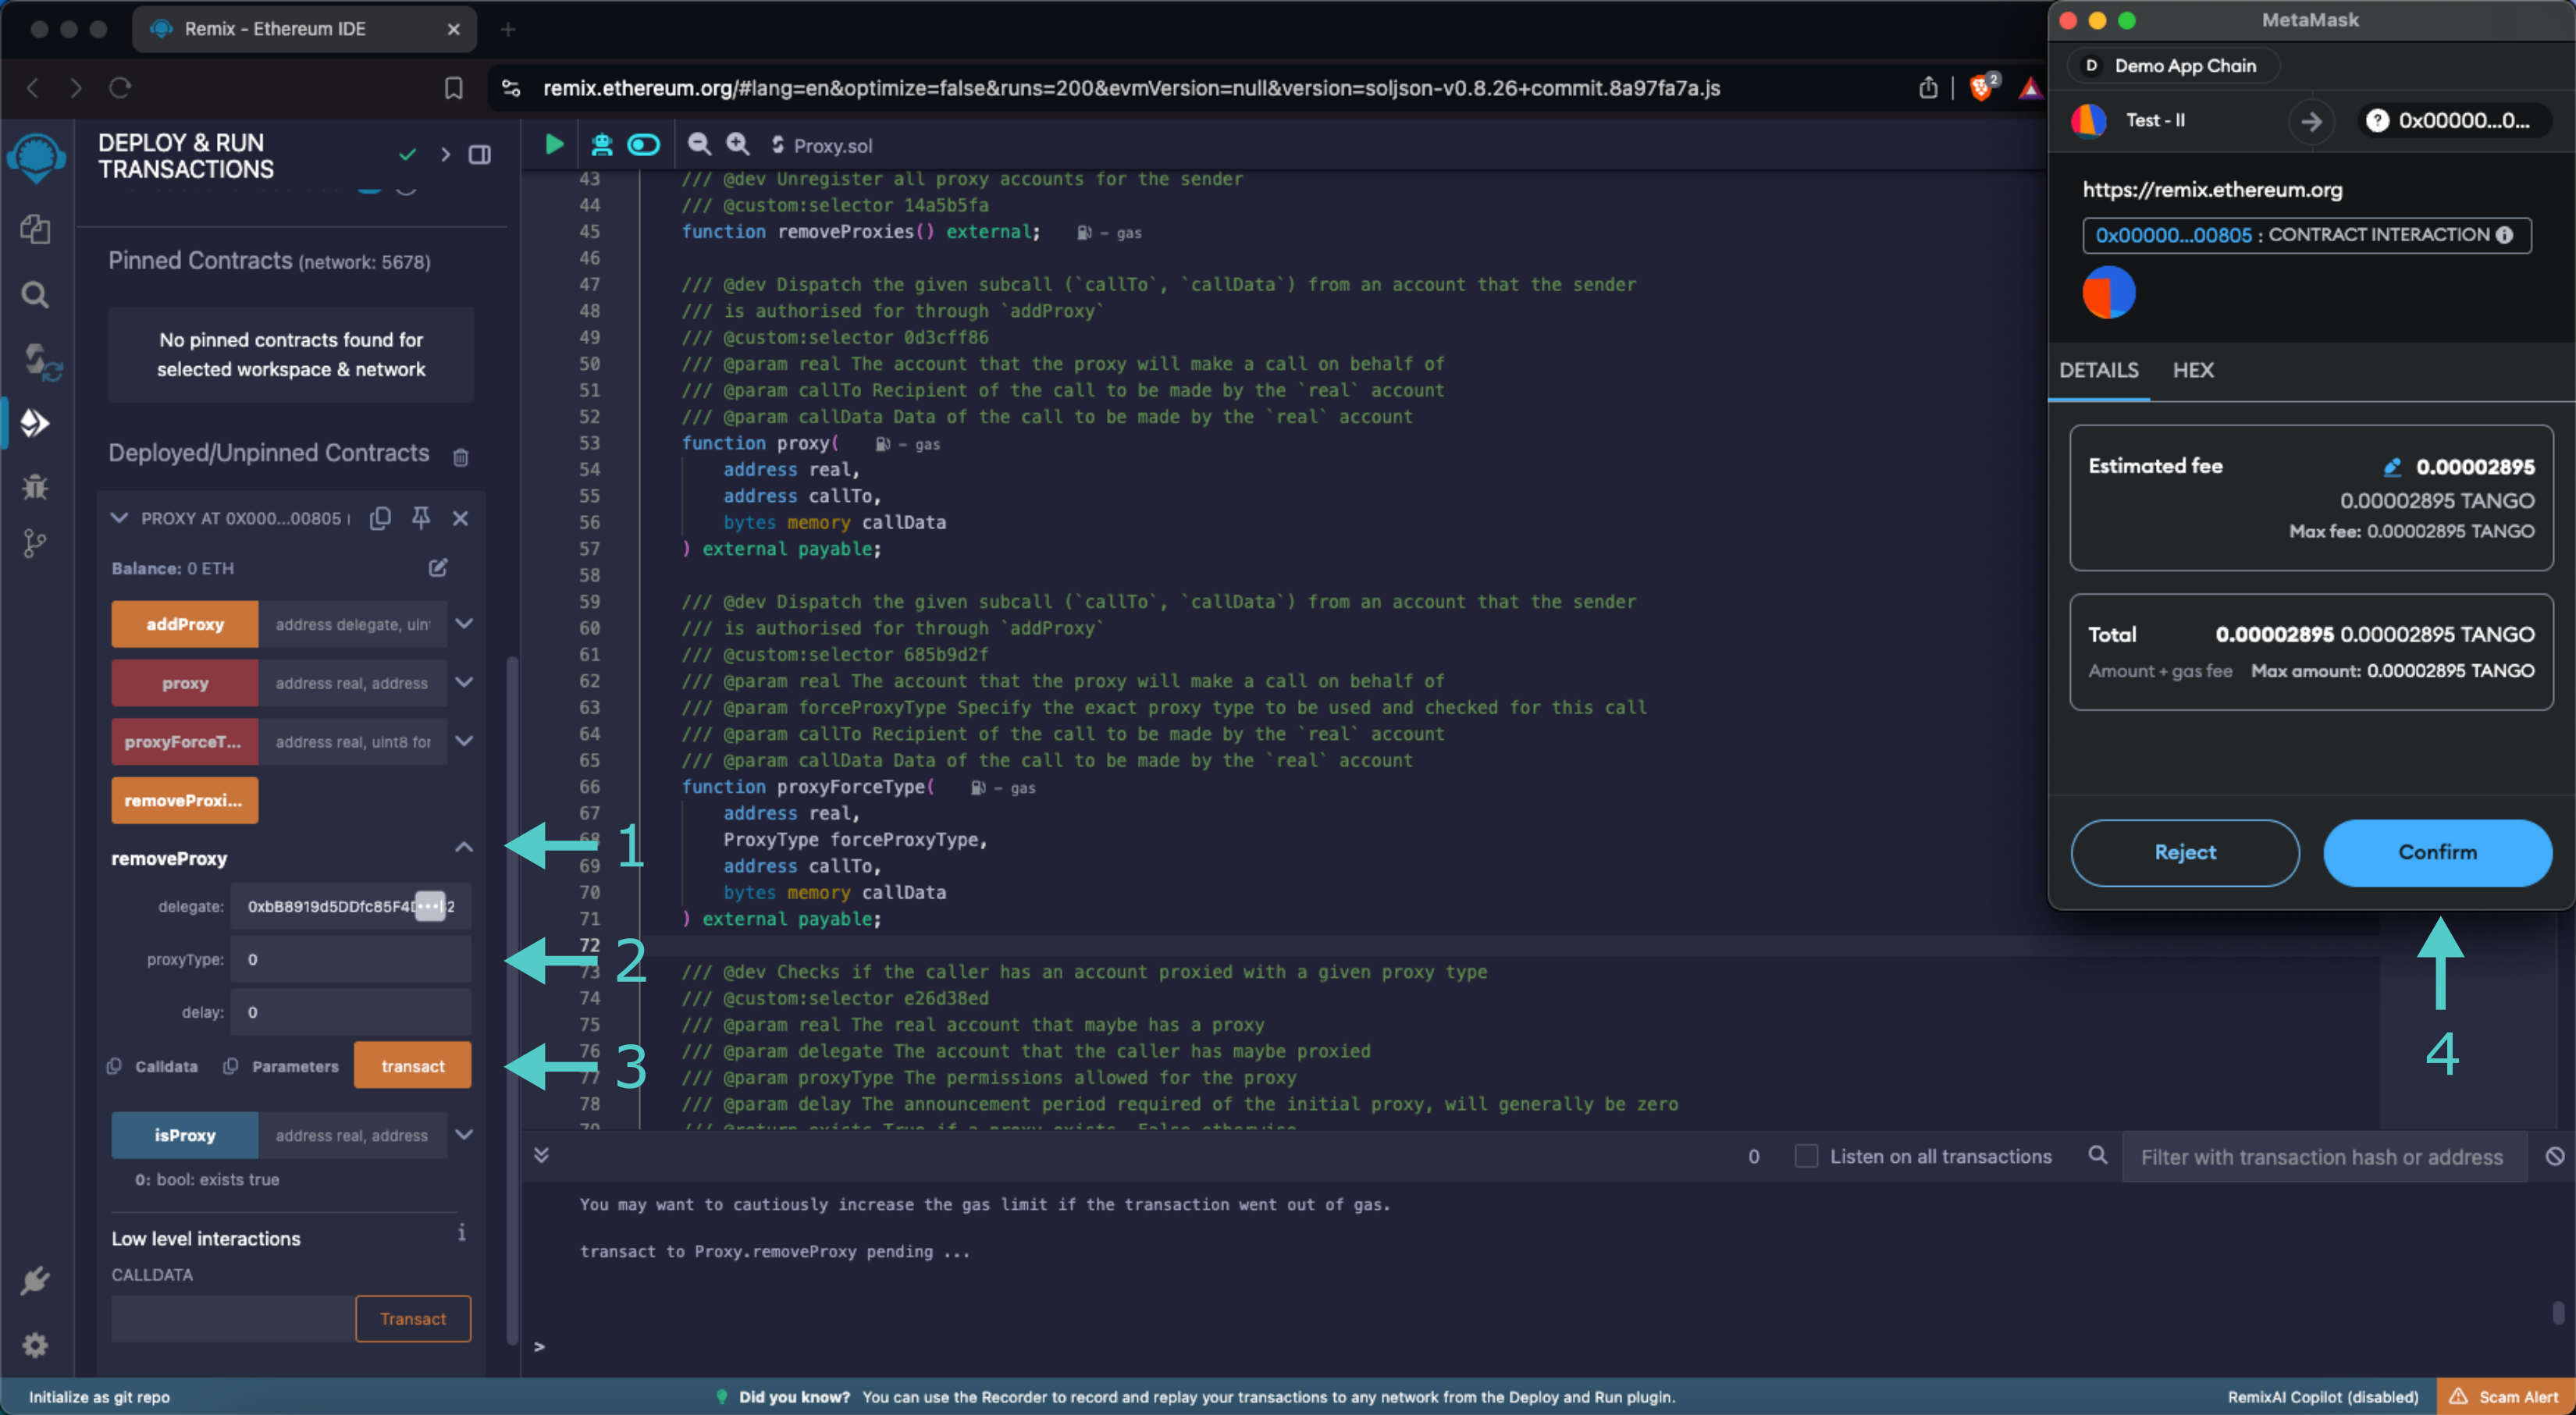 Remix - Ethereum IDE
remix.ethereum.org/#lang=en&optimize=false&runs=200&evmVersion=null&version=soljson-v0.8.26+commit.8a97fa7a.js
2
DEPLOY & RUN
TRANSACTIONS
Pinned Contracts (network: 5678)
No pinned contracts found for
selected workspace & network
Deployed/Unpinned Contracts
PROXY AT 0X000...00805
Balance: 0 ETH
addProxy address delegate, uin
proxy address real, address
proxyForceT... address real, uint8 for
removeProxi...
removeProxy
delegate: 0xbB8919d5DDfc85F4
proxyType: 0
delay: 0
Calldata Parameters transact
isProxy address real, address
0: bool: exists true
Low level interactions i
CALLDATA
Transact
1
2
3
4
Proxy.sol
43 /// @dev Unregister all proxy accounts for the sender
44 /// @custom:selector 14a5b5fa
45 function removeProxies() external; - gas
46
47 /// @dev Dispatch the given subcall (`callTo`, `callData`) from an account that the sender
48 /// is authorised for through `addProxy`
49 /// @custom:selector 0d3cff86
50 /// @param real The account that the proxy will make a call on behalf of
51 /// @param callTo Recipient of the call to be made by the `real` account
52 /// @param callData Data of the call to be made by the `real` account
53 function proxy( - gas
54 address real,
55 address callTo,
56 bytes memory callData
57 ) external payable;
58
59 /// @dev Dispatch the given subcall (`callTo`, `callData`) from an account that the sender
60 /// is authorised for through `addProxy`
61 /// @custom:selector 685b9d2f
62 /// @param real The account that the proxy will make a call on behalf of
63 /// @param forceProxyType Specify the exact proxy type to be used and checked for this call
64 /// @param callTo Recipient of the call to be made by the `real` account
65 /// @param callData Data of the call to be made by the `real` account
66 function proxyForceType( - gas
67 address real,
68 ProxyType forceProxyType,
69 address callTo,
70 bytes memory callData
71 ) external payable;
72
73 /// @dev Checks if the caller has an account proxied with a given proxy type
74 /// @custom:selector e26d38ed
75 /// @param real The real account that maybe has a proxy
76 /// @param delegate The account that the caller has maybe proxied
77 /// @param proxyType The permissions allowed for the proxy
78 /// @param delay The announcement period required of the initial proxy, will generally be zero
0 Listen on all transactions Filter with transaction hash or address
You may want to cautiously increase the gas limit if the transaction went out of gas.
transact to Proxy.removeProxy pending ...
>
MetaMask
D Demo App Chain
Test - II 0x00000...0...
https://remix.ethereum.org
0x00000...00805 : CONTRACT INTERACTION
DETAILS HEX
Estimated fee 0.00002895
0.00002895 TANGO
Max fee: 0.00002895 TANGO
Total 0.00002895 0.00002895 TANGO
Amount + gas fee Max amount: 0.00002895 TANGO
Reject Confirm
Initialize as git repo
Did you know? You can use the Recorder to record and replay your transactions to any network from the Deploy and Run plugin.
RemixAI Copilot (disabled)
Scam Alert